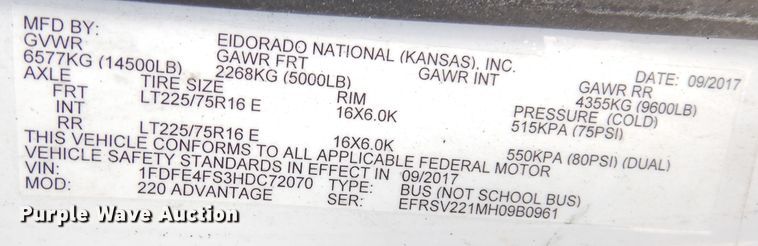 MFD BY: EIDORADO NATIONAL (KANSAS), INC. DATE: 09/2017
GVWR GAWR FRT GAWR INT GAWR RR
6577KG (14500LB) 2268KG (5000LB) 4355KG (9600LB)
AXLE TIRE SIZE RIM PRESSURE (COLD)
FRT LT225/75R16 E 16X6.0K 515KPA (75PSI)
INT
RR LT225/75R16 E 16X6.0K 550KPA (80PSI) (DUAL)
THIS VEHICLE CONFORMS TO ALL APPLICABLE FEDERAL MOTOR
VEHICLE SAFETY STANDARDS IN EFFECT IN 09/2017
VIN: 1FDFE4FS3HDC72070 TYPE: BUS (NOT SCHOOL BUS)
MOD: 220 ADVANTAGE SER: EFRSV221MH09B0961
Purple Wave Auction